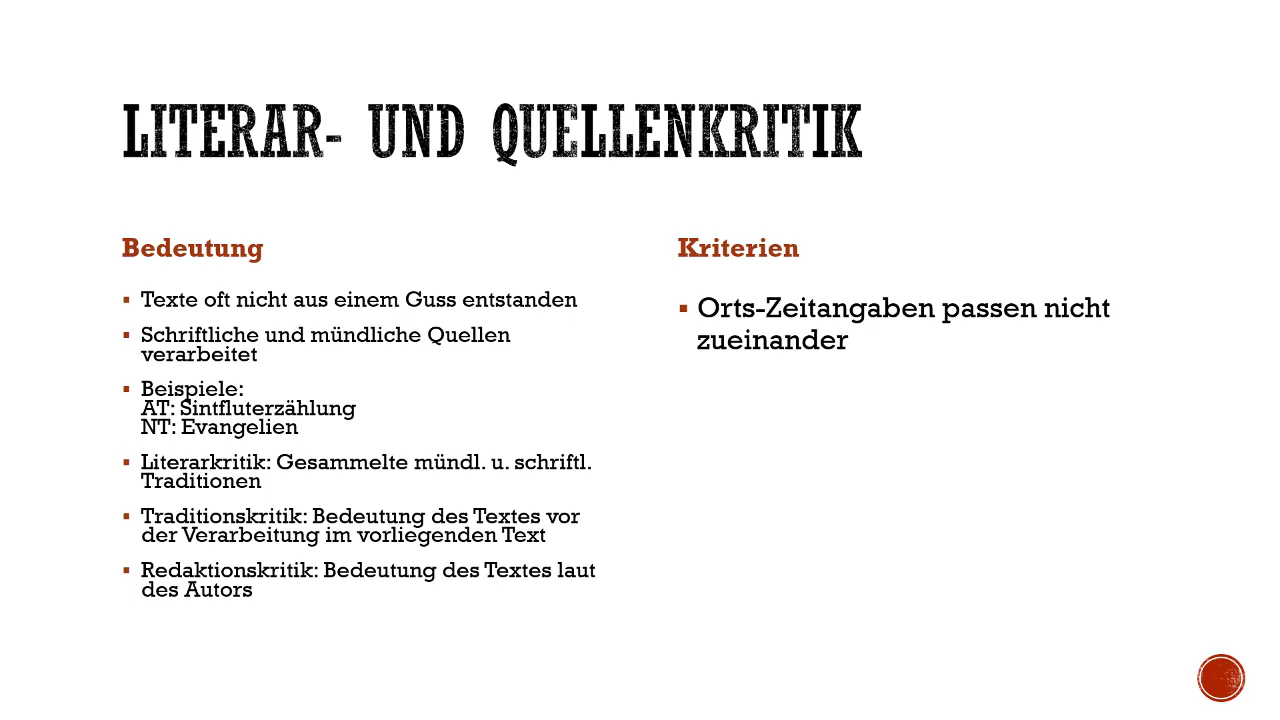 LITERAR- UND QUELLENKRITIK
Bedeutung
▪ Texte oft nicht aus einem Guss entstanden
▪ Schriftliche und mündliche Quellen
verarbeitet
▪ Beispiele:
AT: Sintfluterzählung
NT: Evangelien
▪ Literarkritik: Gesammelte mündl. u. schriftl.
Traditionen
▪ Traditionskritik: Bedeutung des Textes vor
der Verarbeitung im vorliegenden Text
▪ Redaktionskritik: Bedeutung des Textes laut
des Autors
Kriterien
▪ Orts-Zeitangaben passen nicht
zueinander